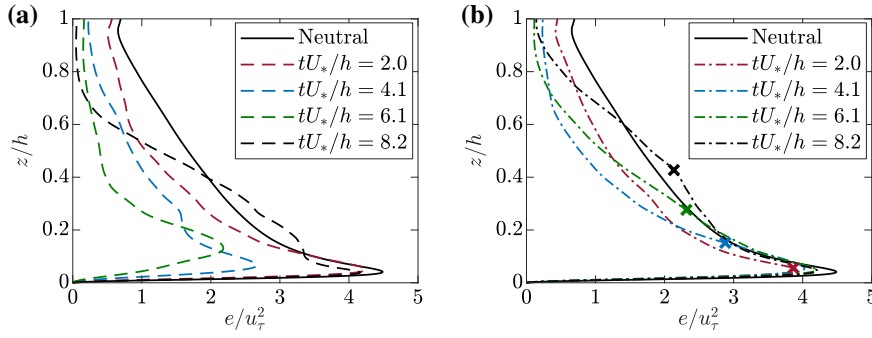 (a)
1
0.8
0.6
0.4
0.2
0
z/h
0 1 2 3 4 5
e/u_τ^2
Neutral
tU_*/h = 2.0
tU_*/h = 4.1
tU_*/h = 6.1
tU_*/h = 8.2
(b)
1
0.8
0.6
0.4
0.2
0
z/h
0 1 2 3 4 5
e/u_τ^2
Neutral
tU_*/h = 2.0
tU_*/h = 4.1
tU_*/h = 6.1
tU_*/h = 8.2